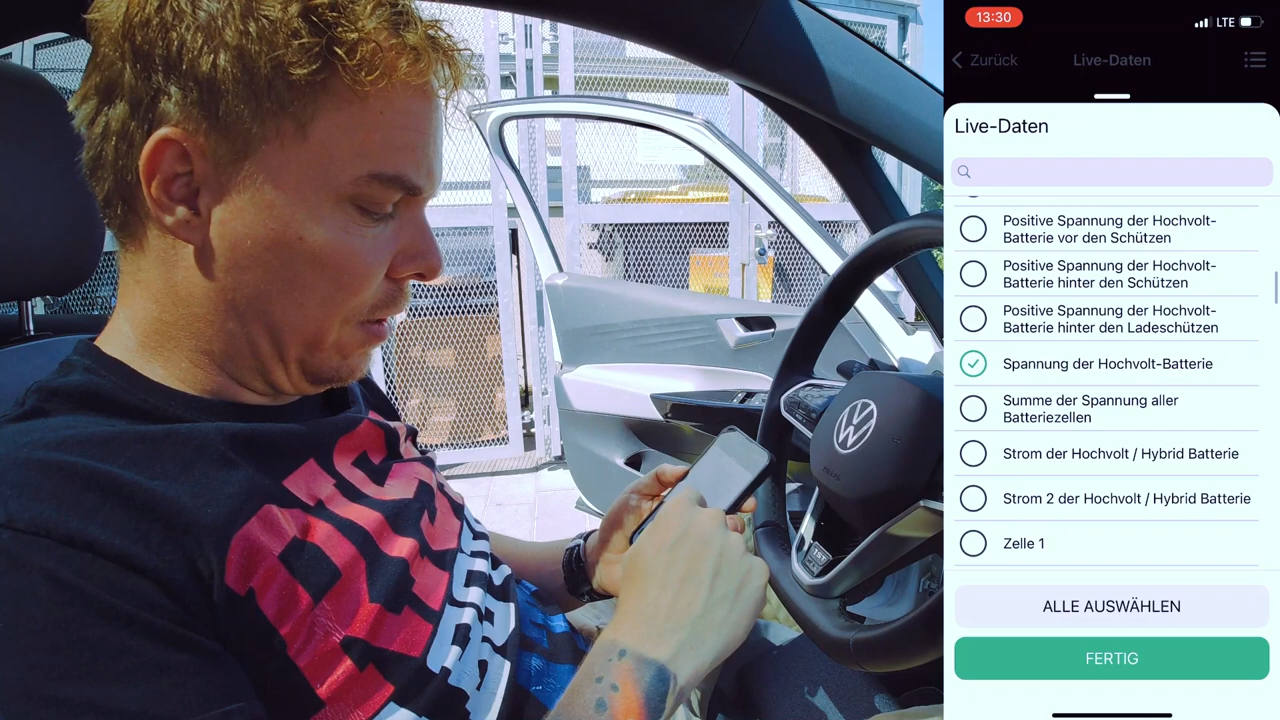 13:30
LTE
Zurück
Live-Daten
Live-Daten
Positive Spannung der Hochvolt-
Batterie vor den Schützen
Positive Spannung der Hochvolt-
Batterie hinter den Schützen
Positive Spannung der Hochvolt-
Batterie hinter den Ladeschützen
Spannung der Hochvolt-Batterie
Summe der Spannung aller
Batteriezellen
Strom der Hochvolt / Hybrid Batterie
Strom 2 der Hochvolt / Hybrid Batterie
Zelle 1
ALLE AUSWÄHLEN
FERTIG
1ST